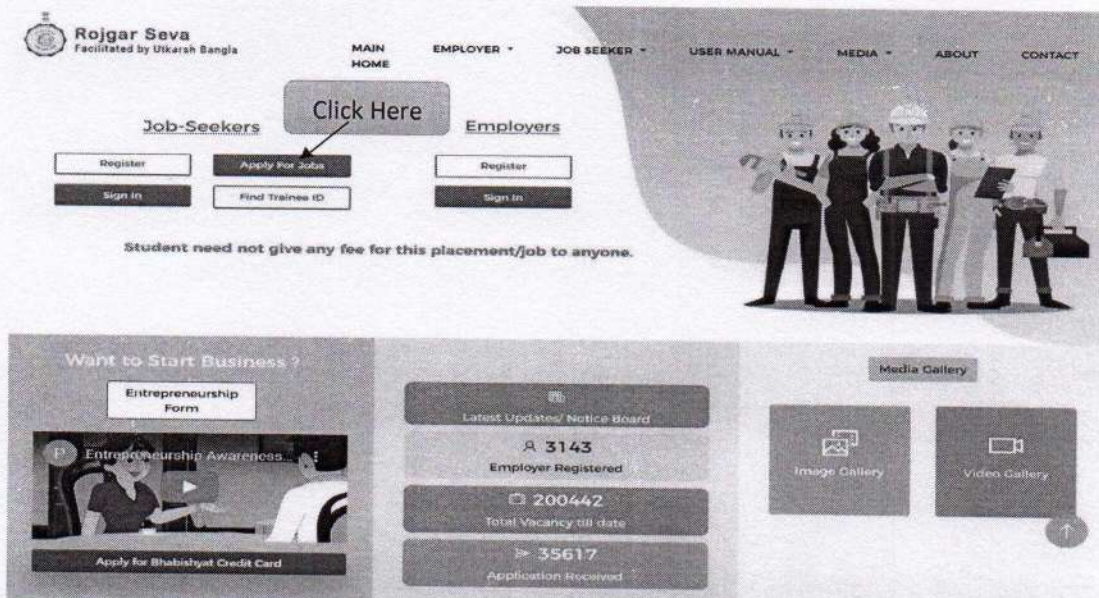 Rojgar Seva
Facilitated by Utkarsh Bangla
MAIN HOME
EMPLOYER
JOB SEEKER
USER MANUAL
MEDIA
ABOUT
CONTACT
Click Here
Job-Seekers
Employers
Register
Apply For Jobs
Register
Sign In
Find Trainee ID
Sign In
Student need not give any fee for this placement/job to anyone.
Want to Start Business ?
Entrepreneurship
Form
P
Entrepreneurship Awareness...
Apply for Bhabishyat Credit Card
Latest Updates/ Notice Board
3143
Employer Registered
200442
Total Vacancy till date
35617
Application Received
Media Gallery
Image Gallery
Video Gallery